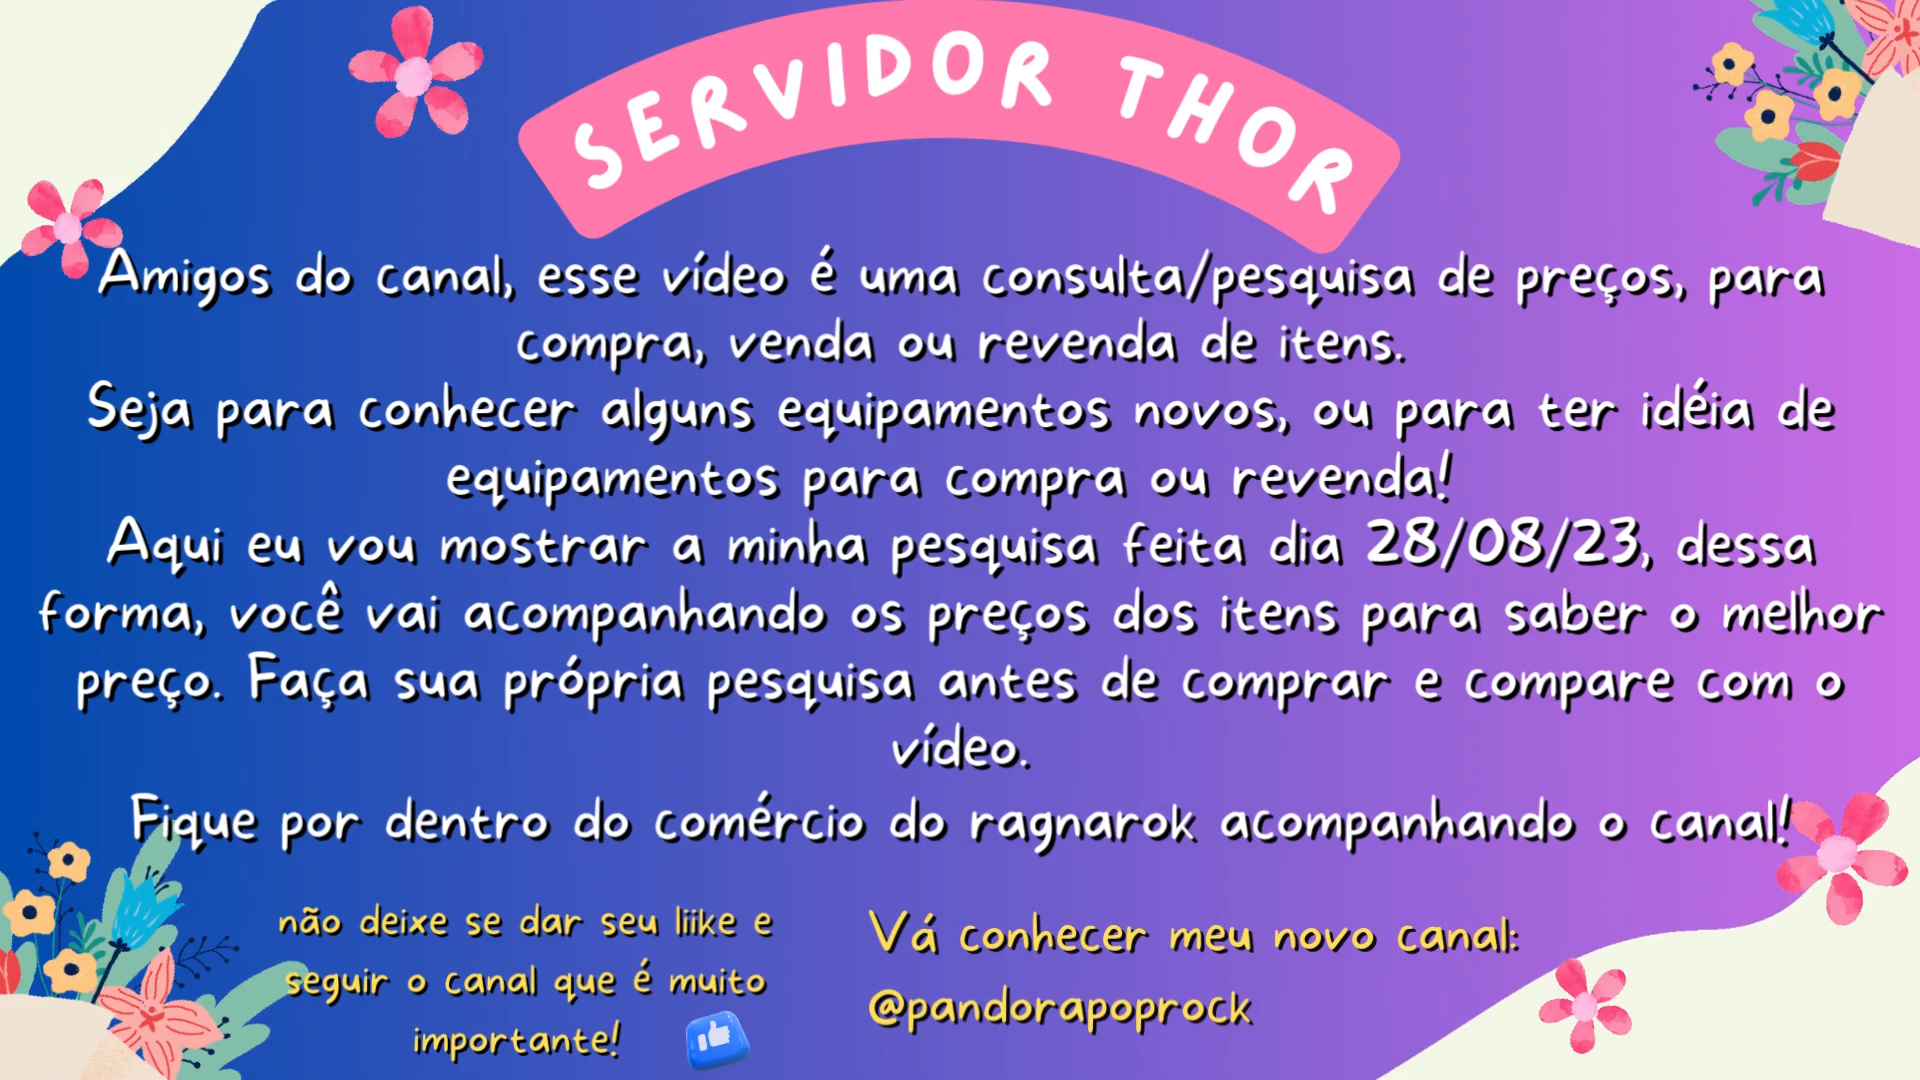 SERVIDOR THOR
Amigos do canal, esse vídeo é uma consulta/pesquisa de preços, para
compra, venda ou revenda de itens.
Seja para conhecer alguns equipamentos novos, ou para ter idéia de
equipamentos para compra ou revenda!
Aqui eu vou mostrar a minha pesquisa feita dia 28/08/23, dessa
forma, você vai acompanhando os preços dos itens para saber o melhor
preço. Faça sua própria pesquisa antes de comprar e compare com o
vídeo.
Fique por dentro do comércio do ragnarok acompanhando o canal!
não deixe se dar seu liike e
seguir o canal que é muito
importante!
Vá conhecer meu novo canal:
@pandorapoprock